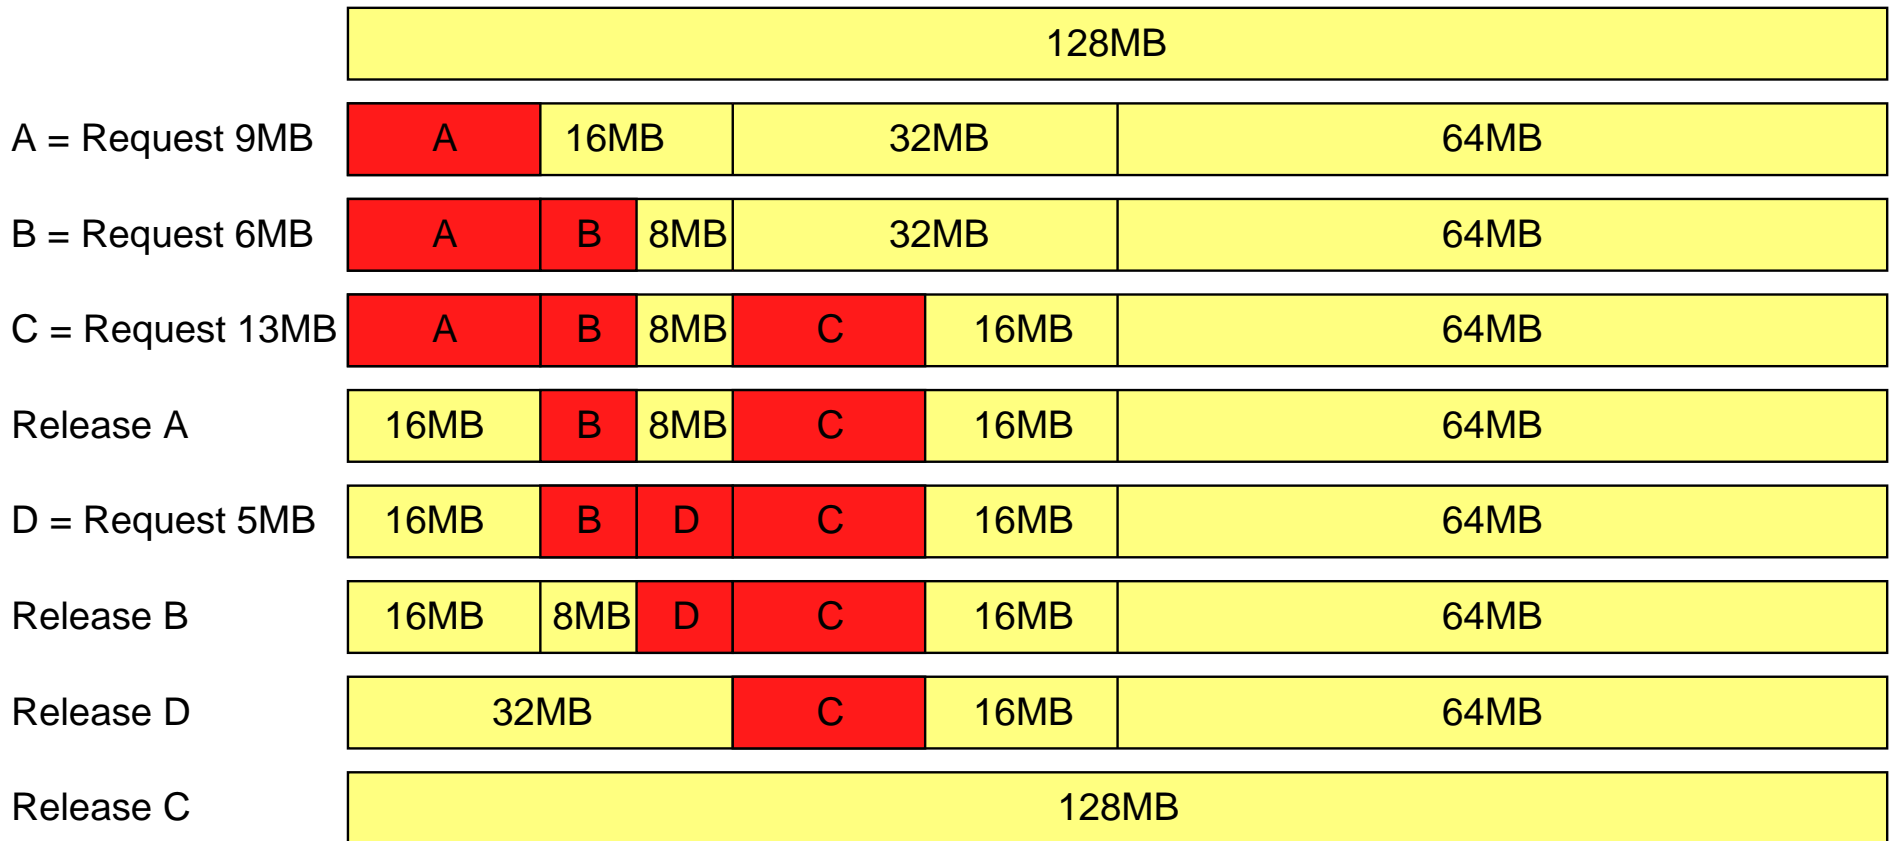 128MB
A = Request 9MB A 16MB 32MB 64MB
B = Request 6MB A B 8MB 32MB 64MB
C = Request 13MB A B 8MB C 16MB 64MB
Release A 16MB B 8MB C 16MB 64MB
D = Request 5MB 16MB B D C 16MB 64MB
Release B 16MB 8MB D C 16MB 64MB
Release D 32MB C 16MB 64MB
Release C 128MB